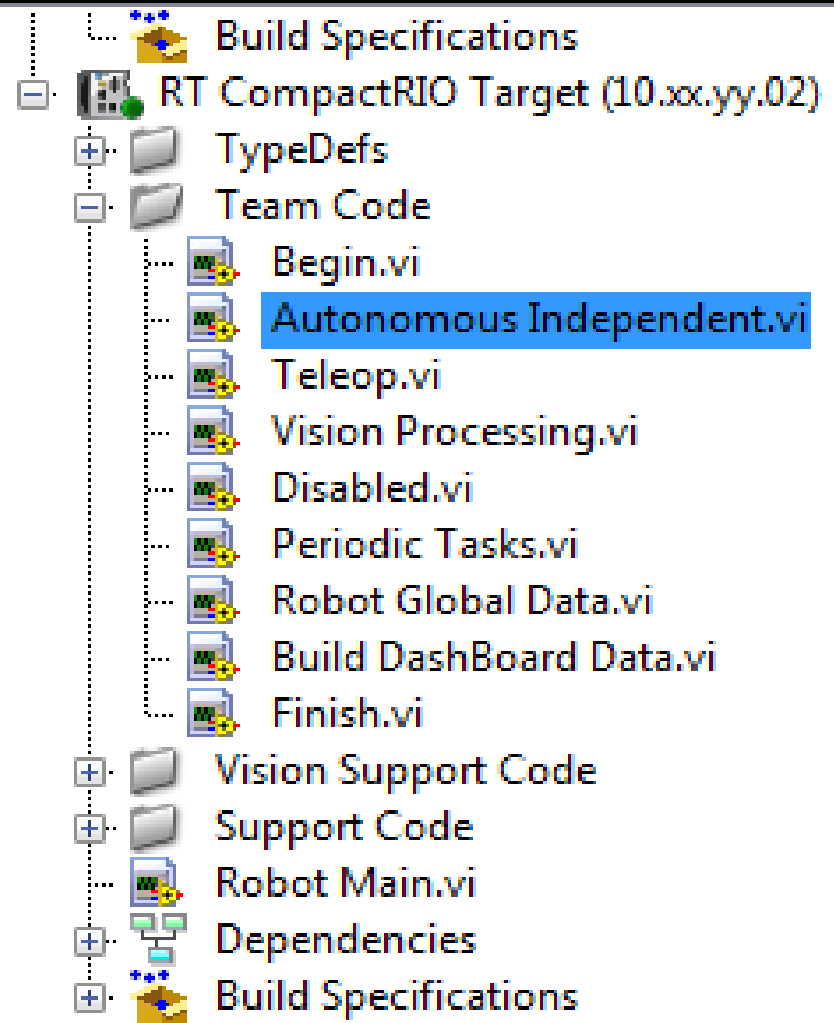 Build Specifications
RT CompactRIO Target (10.xx.yy.02)
TypeDefs
Team Code
Begin.vi
Autonomous Independent.vi
Teleop.vi
Vision Processing.vi
Disabled.vi
Periodic Tasks.vi
Robot Global Data.vi
Build DashBoard Data.vi
Finish.vi
Vision Support Code
Support Code
Robot Main.vi
Dependencies
Build Specifications